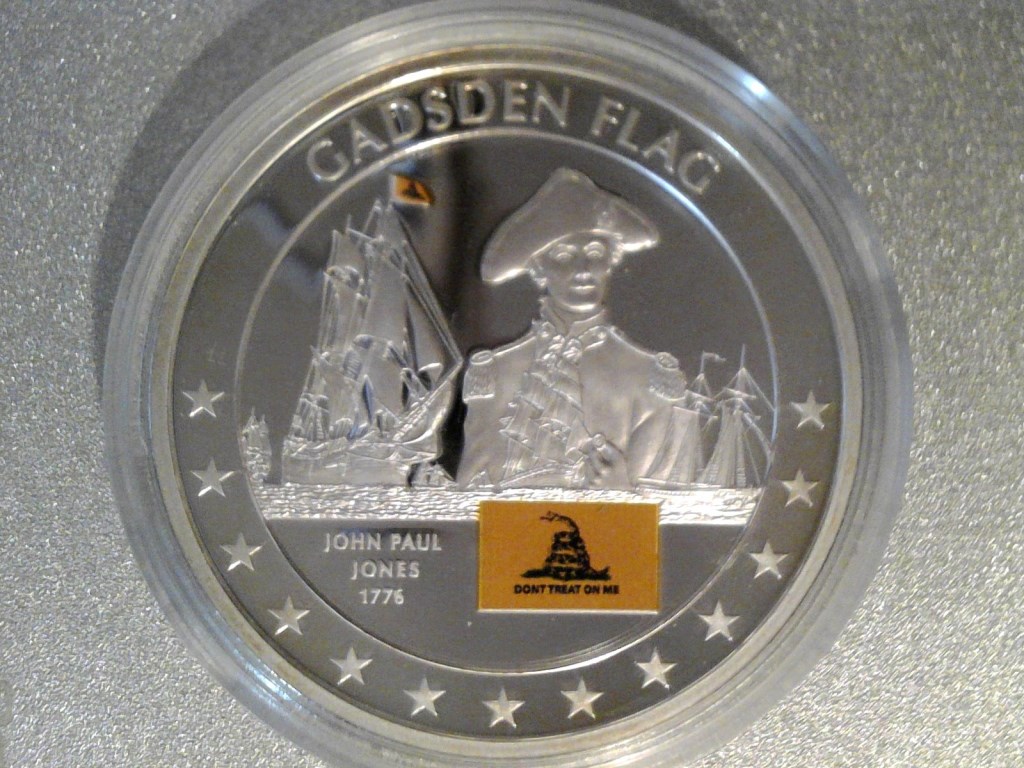 GADSDEN FLAG
JOHN PAUL
JONES
1776
DONT TREAT ON ME